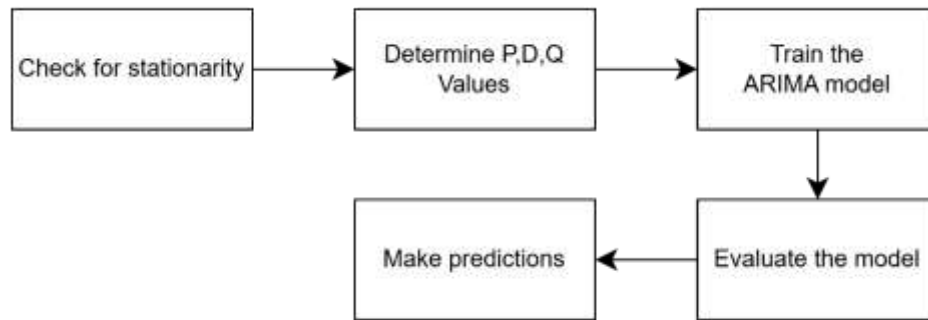 Check for stationarity
Determine P,D,Q
Values
Train the
ARIMA model
Evaluate the model
Make predictions